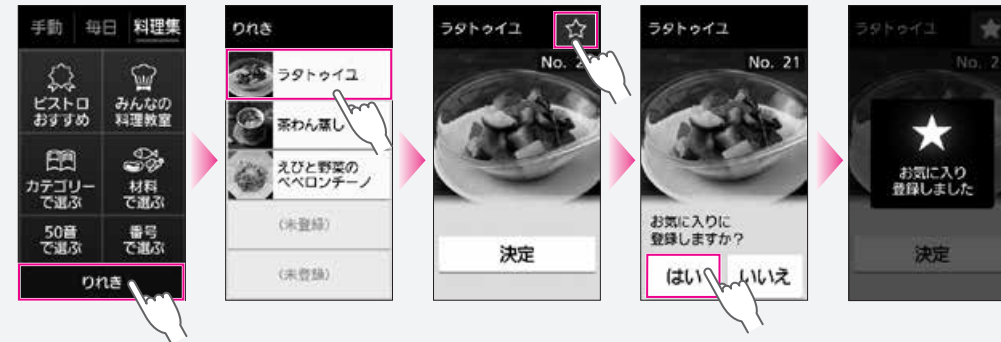 手動 毎日 料理集
ビストロ
おすすめ
みんなの
料理教室
カテゴリー
で選ぶ
材料
で選ぶ
50音
で選ぶ
番号
で選ぶ
りれき
りれき
ラタトゥイユ
茶わん蒸し
えびと野菜の
ペペロンチーノ
(未登録)
(未登録)
ラタトゥイユ
No. 2
決定
ラタトゥイユ
No. 21
お気に入りに
登録しますか?
はい いいえ
ラタトゥイユ
No. 2
お気に入り
登録しました
決定